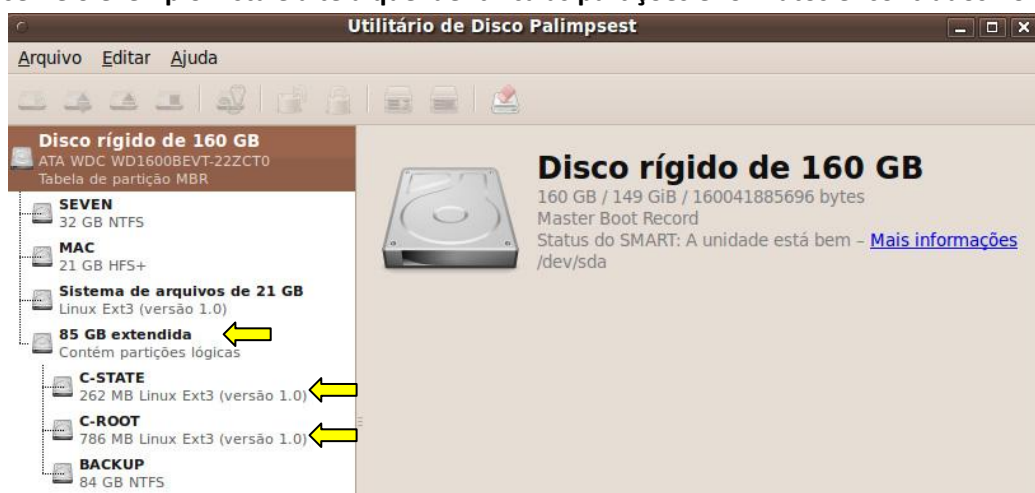 Utilitário de Disco Palimpsest
Arquivo Editar Ajuda
Disco rígido de 160 GB
ATA WDC WD1600BEVT-22ZCT0
Tabela de partição MBR
SEVEN
32 GB NTFS
MAC
21 GB HFS+
Sistema de arquivos de 21 GB
Linux Ext3 (versão 1.0)
85 GB extendida
Contém partições lógicas
C-STATE
262 MB Linux Ext3 (versão 1.0)
C-ROOT
786 MB Linux Ext3 (versão 1.0)
BACKUP
84 GB NTFS
Disco rígido de 160 GB
160 GB / 149 GiB / 160041885696 bytes
Master Boot Record
Status do SMART: A unidade está bem – Mais informações
/dev/sda